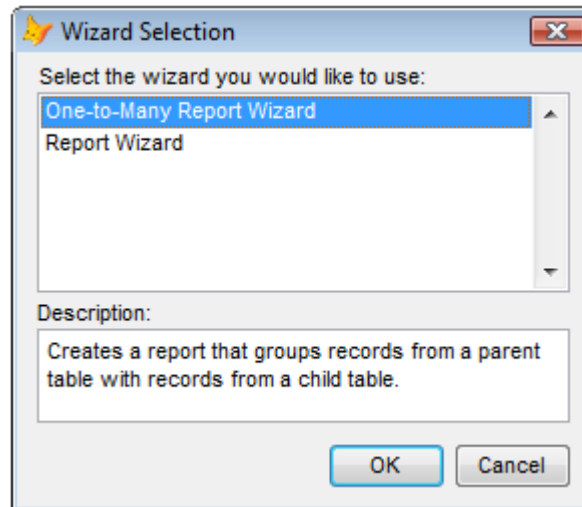 Wizard Selection
Select the wizard you would like to use:
One-to-Many Report Wizard
Report Wizard
Description:
Creates a report that groups records from a parent
table with records from a child table.
OK Cancel